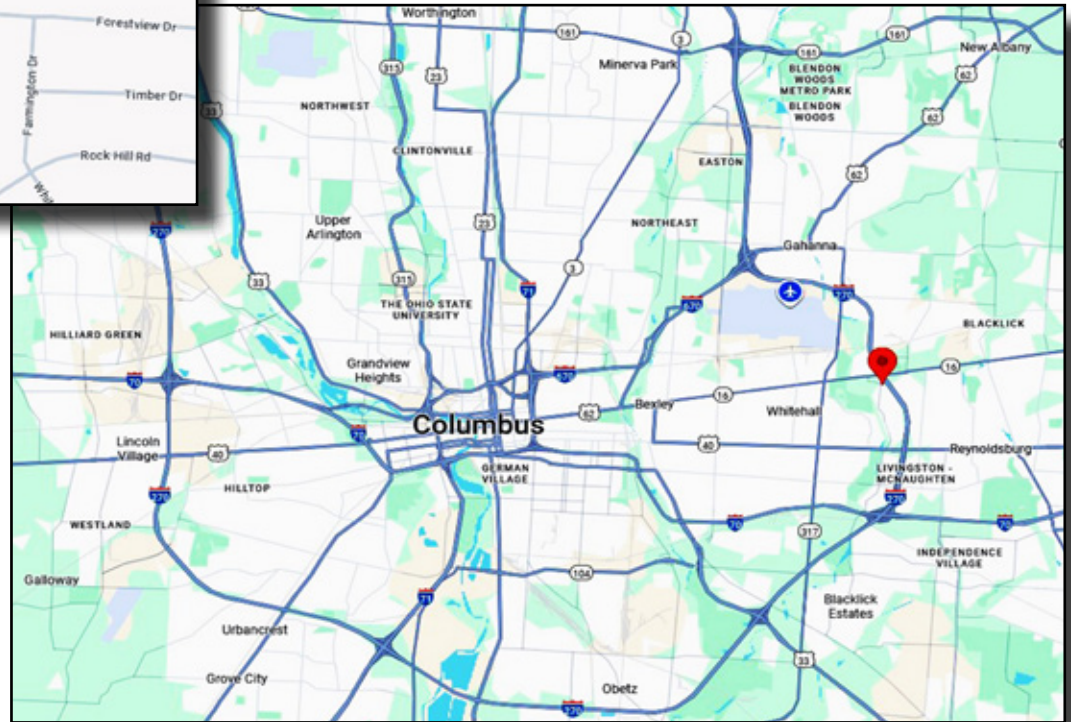 Forestview Dr
Farmington Dr
Timber Dr
Rock Hill Rd
Whit
Worthington
161
3
315
23
Minerva Park
161
161
New Albany
62
BLENDON
WOODS
METRO PARK
BLENDON
WOODS
NORTHWEST
33
62
CLINTONVILLE
EASTON
62
Upper
Arlington
23
NORTHEAST
270
Gahanna
3
33
315
71
670
270
THE OHIO STATE
UNIVERSITY
HILLIARD GREEN
BLACKLICK
Grandview
Heights
70
670
16
16
62
Bexley
Whitehall
Columbus
70
Lincoln
Village
40
40
Reynoldsburg
GERMAN
VILLAGE
LIVINGSTON -
MCNAUGHTEN
HILLTOP
270
270
WESTLAND
70
70
317
INDEPENDENCE
VILLAGE
Galloway
104
71
Blacklick
Estates
Urbancrest
33
Grove City
Obetz
270